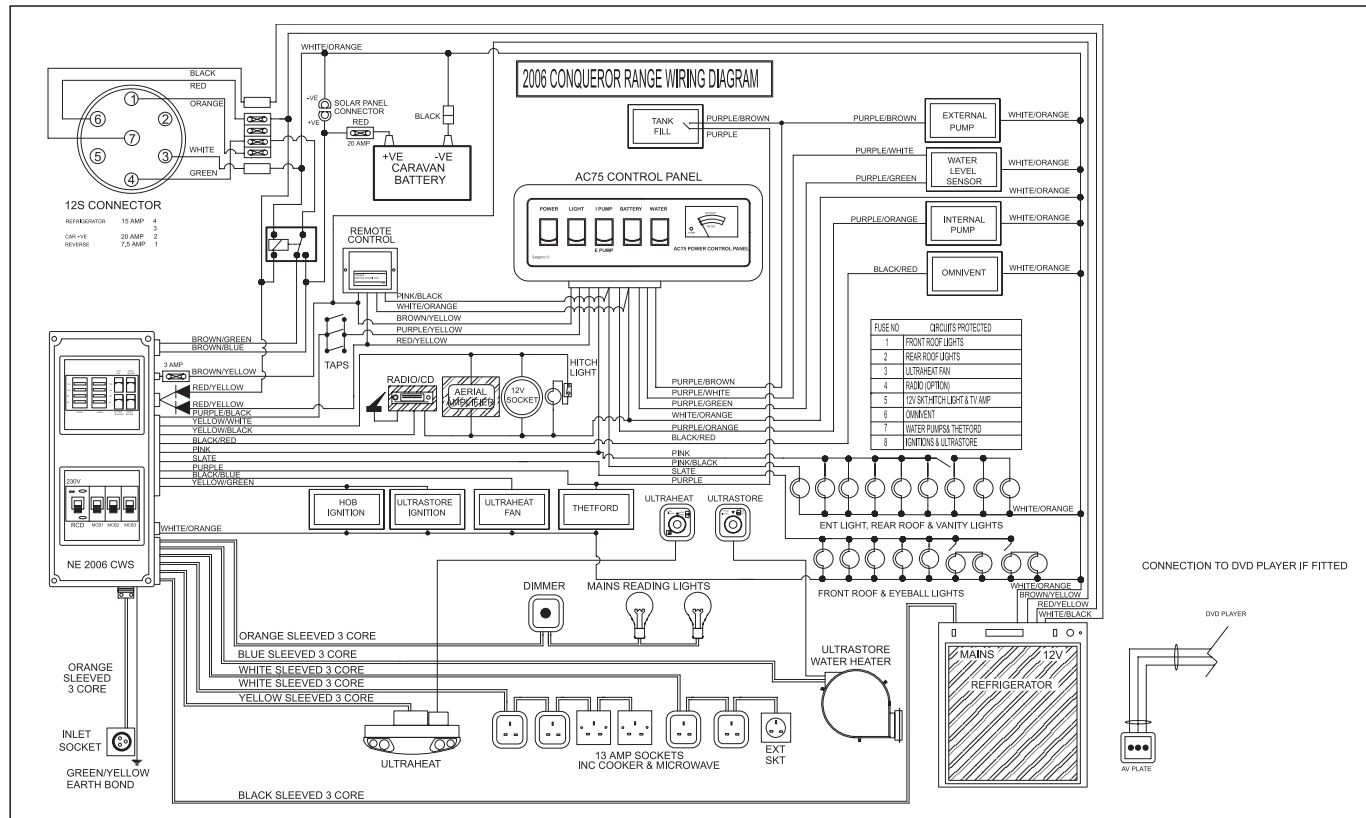 2006 CONQUEROR RANGE WIRING DIAGRAM
WHITE/ORANGE
BLACK
RED
ORANGE
WHITE
GREEN
1
6
2
7
5
3
4
12S CONNECTOR
REFRIGERATOR 15 AMP 4
3
CAR +VE 20 AMP 2
REVERSE 7,5 AMP 1
-VE
SOLAR PANEL
CONNECTOR
+VE
RED
20 AMP
BLACK
+VE -VE
CARAVAN
BATTERY
TANK
FILL
PURPLE/BROWN
PURPLE
PURPLE/BROWN
EXTERNAL
PUMP
WHITE/ORANGE
PURPLE/WHITE
PURPLE/GREEN
WATER
LEVEL
SENSOR
WHITE/ORANGE
WHITE/ORANGE
PURPLE/ORANGE
INTERNAL
PUMP
WHITE/ORANGE
BLACK/RED
OMNIVENT
WHITE/ORANGE
AC75 CONTROL PANEL
POWER LIGHT I PUMP BATTERY WATER
E PUMP
AC75 POWER CONTROL PANEL
REMOTE
CONTROL
PINK/BLACK
WHITE/ORANGE
BROWN/YELLOW
PURPLE/YELLOW
RED/YELLOW
TAPS
BROWN/GREEN
BROWN/BLUE
3 AMP
BROWN/YELLOW
RED/YELLOW
RED/YELLOW
PURPLE/BLACK
YELLOW/WHITE
YELLOW/BLACK
BLACK/RED
PINK
SLATE
PURPLE
BLACK/BLUE
YELLOW/GREEN
WHITE/ORANGE
RADIO/CD
AERIAL
AMPLIFIER
12V
SOCKET
HITCH
LIGHT
FUSE NO CIRCUITS PROTECTED
1 FRONT ROOF LIGHTS
2 REAR ROOF LIGHTS
3 ULTRAHEAT FAN
4 RADIO (OPTION)
5 12V SKT,HITCH LIGHT & TV AMP
6 OMNIVENT
7 WATER PUMPS& THETFORD
8 IGNITIONS & ULTRASTORE
PURPLE/BROWN
PURPLE/WHITE
PURPLE/GREEN
WHITE/ORANGE
PURPLE/ORANGE
BLACK/RED
PINK
PINK/BLACK
SLATE
PURPLE
230V
RCD MCB1 MCB2 MCB3
NE 2006 CWS
HOB
IGNITION
ULTRASTORE
IGNITION
ULTRAHEAT
FAN
THETFORD
ULTRAHEAT
ULTRASTORE
WHITE/ORANGE
ENT LIGHT, REAR ROOF & VANITY LIGHTS
FRONT ROOF & EYEBALL LIGHTS
WHITE/ORANGE
BROWN/YELLOW
RED/YELLOW
WHITE/BLACK
DIMMER
MAINS READING LIGHTS
ORANGE SLEEVED 3 CORE
BLUE SLEEVED 3 CORE
WHITE SLEEVED 3 CORE
WHITE SLEEVED 3 CORE
YELLOW SLEEVED 3 CORE
BLACK SLEEVED 3 CORE
ORANGE
SLEEVED
3 CORE
INLET
SOCKET
GREEN/YELLOW
EARTH BOND
ULTRAHEAT
13 AMP SOCKETS
INC COOKER & MICROWAVE
EXT
SKT
ULTRASTORE
WATER HEATER
MAINS 12V
REFRIGERATOR
CONNECTION TO DVD PLAYER IF FITTED
DVD PLAYER
AV PLATE